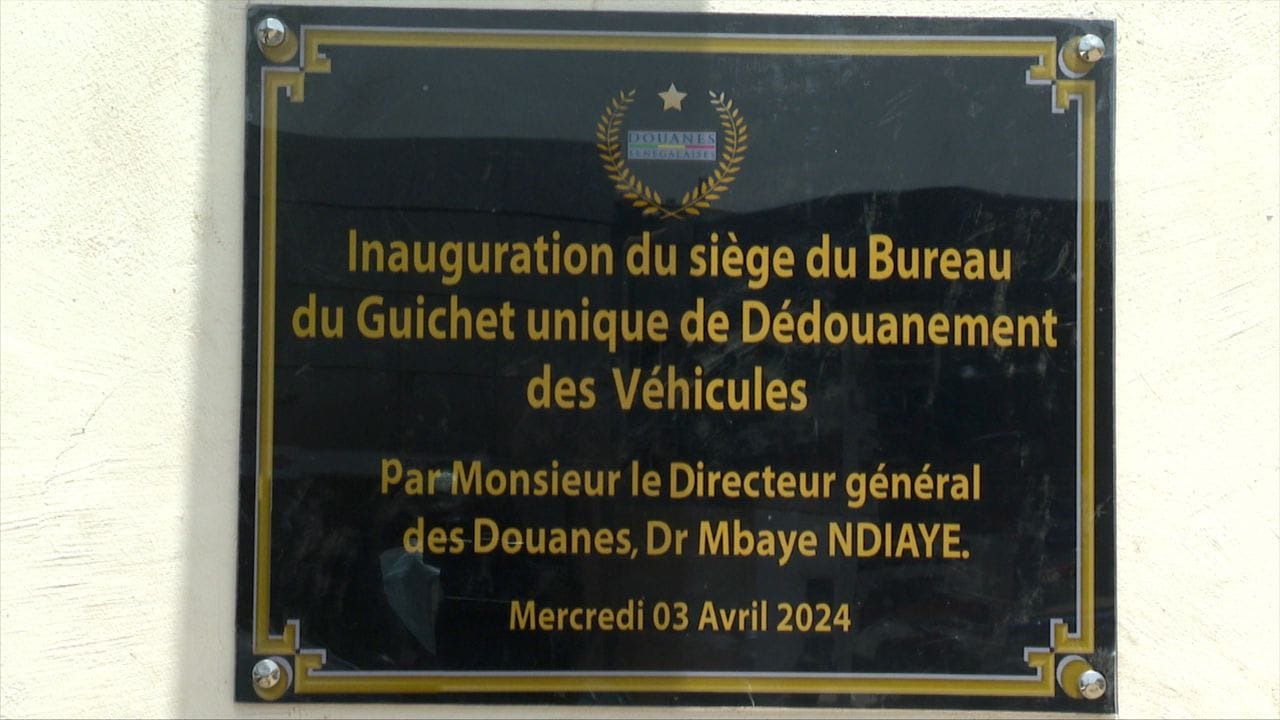 DOUANES
SÉNÉGALAISES
Inauguration du siège du Bureau
du Guichet unique de Dédouanement
des Véhicules
Par Monsieur le Directeur général
des Douanes, Dr Mbaye NDIAYE.
Mercredi 03 Avril 2024